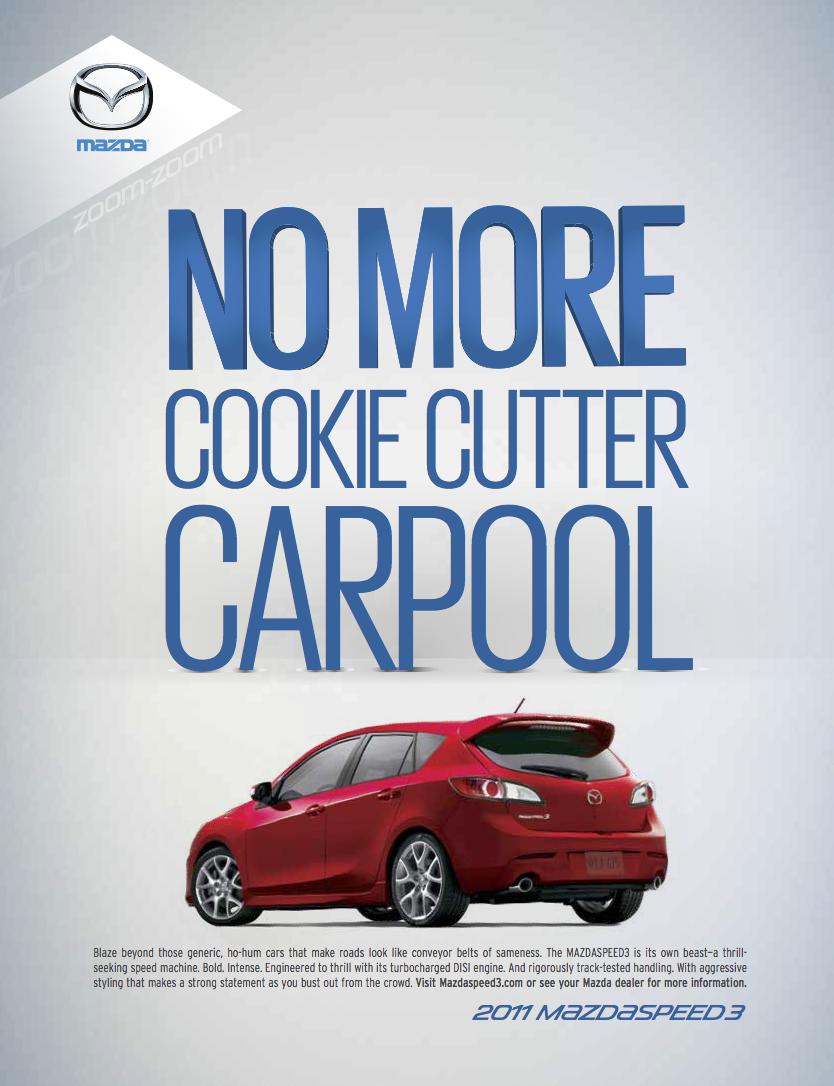 mazda
zoom-zoom
NO MORE
COOKIE CUTTER
CARPOOL
Blaze beyond those generic, ho-hum cars that make roads look like conveyor belts of sameness. The MAZDASPEED3 is its own beast–a thrill-
seeking speed machine. Bold. Intense. Engineered to thrill with its turbocharged DISI engine. And rigorously track-tested handling. With aggressive
styling that makes a strong statement as you bust out from the crowd. Visit Mazdaspeed3.com or see your Mazda dealer for more information.
2011 MAZDASPEED3